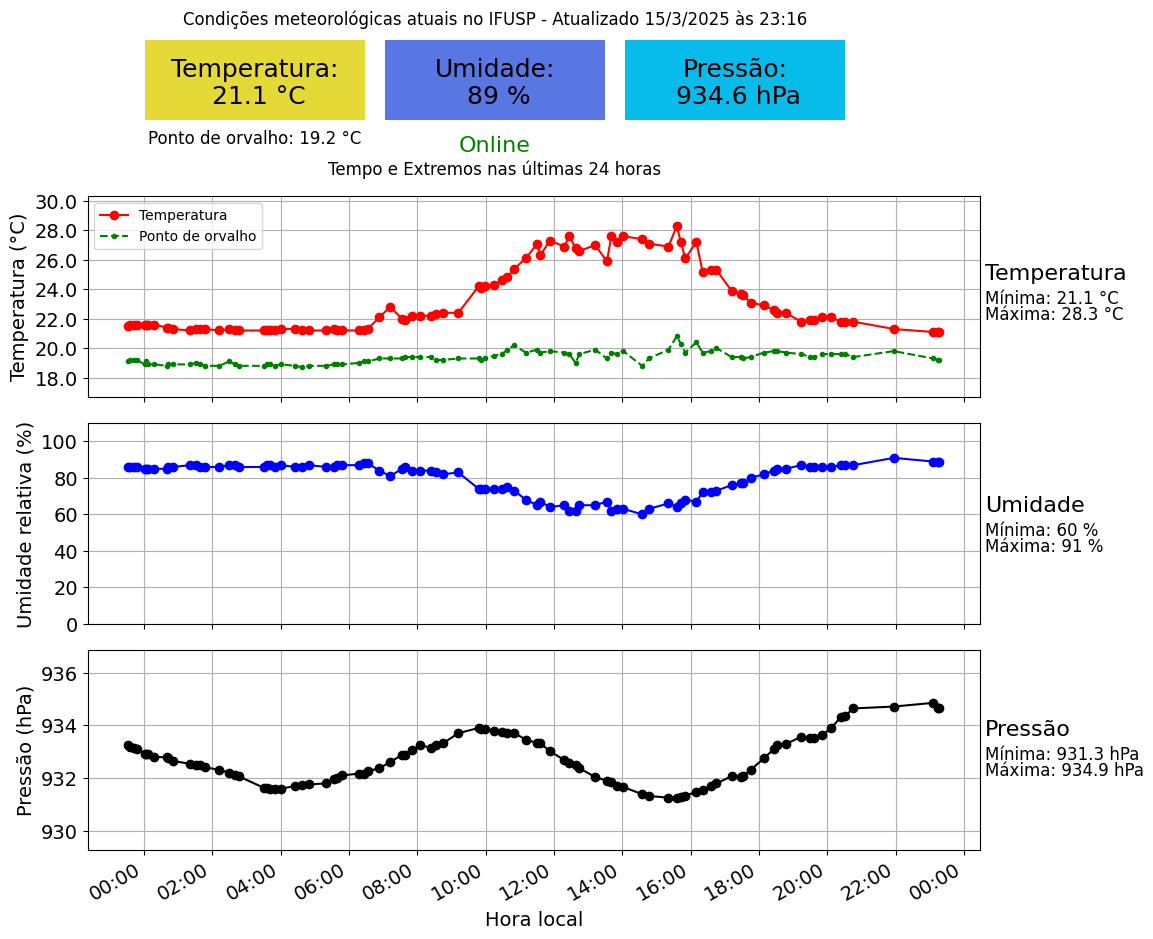 Condições meteorológicas atuais no IFUSP - Atualizado 15/3/2025 às 23:16
Temperatura:
21.1 °C
Umidade:
89 %
Pressão:
934.6 hPa
Ponto de orvalho: 19.2 °C
Online
Tempo e Extremos nas últimas 24 horas
Temperatura (°C)
30.0
28.0
26.0
24.0
22.0
20.0
18.0
Temperatura
Ponto de orvalho
Temperatura
Mínima: 21.1 °C
Máxima: 28.3 °C
Umidade relativa (%)
100
80
60
40
20
0
Umidade
Mínima: 60 %
Máxima: 91 %
Pressão (hPa)
936
934
932
930
Pressão
Mínima: 931.3 hPa
Máxima: 934.9 hPa
00:00
02:00
04:00
06:00
08:00
10:00
12:00
14:00
16:00
18:00
20:00
22:00
00:00
Hora local